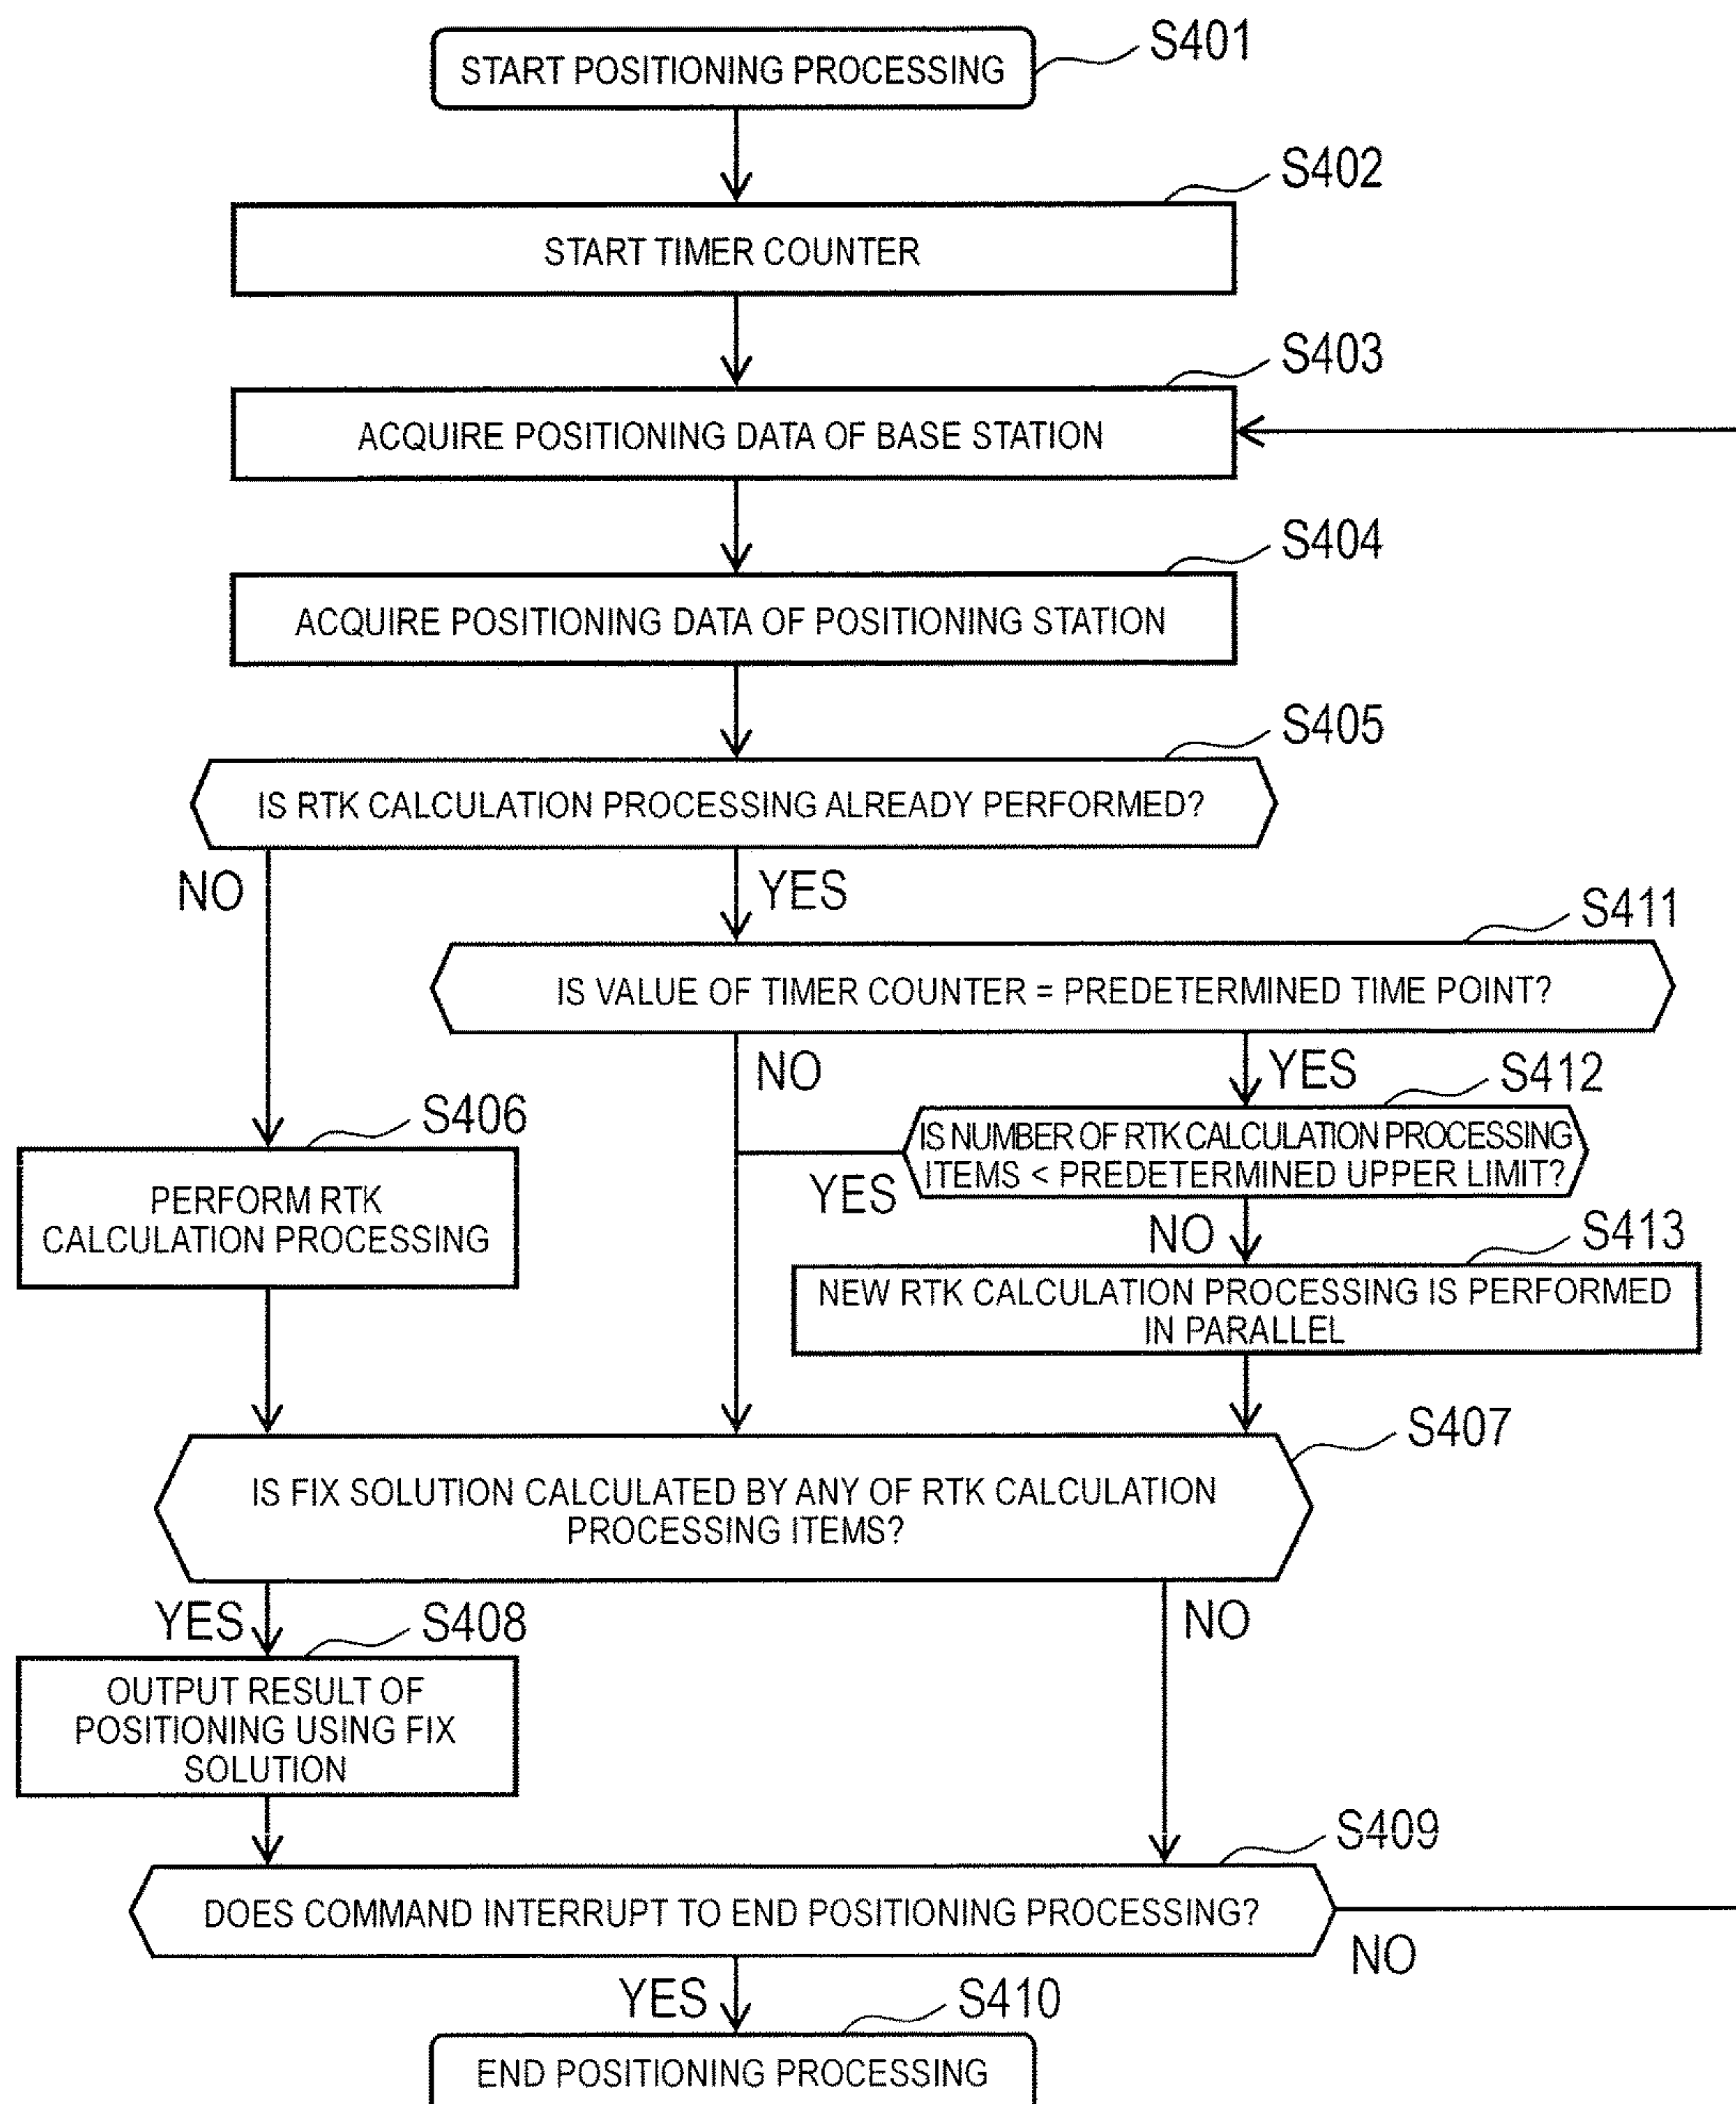 S401
START POSITIONING PROCESSING
S402
START TIMER COUNTER
S403
ACQUIRE POSITIONING DATA OF BASE STATION
S404
ACQUIRE POSITIONING DATA OF POSITIONING STATION
S405
IS RTK CALCULATION PROCESSING ALREADY PERFORMED?
NO
YES
S411
IS VALUE OF TIMER COUNTER = PREDETERMINED TIME POINT?
NO
YES
S412
IS NUMBER OF RTK CALCULATION PROCESSING
ITEMS < PREDETERMINED UPPER LIMIT?
YES
NO
S406
PERFORM RTK
CALCULATION PROCESSING
S413
NEW RTK CALCULATION PROCESSING IS PERFORMED
IN PARALLEL
S407
IS FIX SOLUTION CALCULATED BY ANY OF RTK CALCULATION
PROCESSING ITEMS?
YES
NO
S408
OUTPUT RESULT OF
POSITIONING USING FIX
SOLUTION
S409
DOES COMMAND INTERRUPT TO END POSITIONING PROCESSING?
NO
YES
S410
END POSITIONING PROCESSING